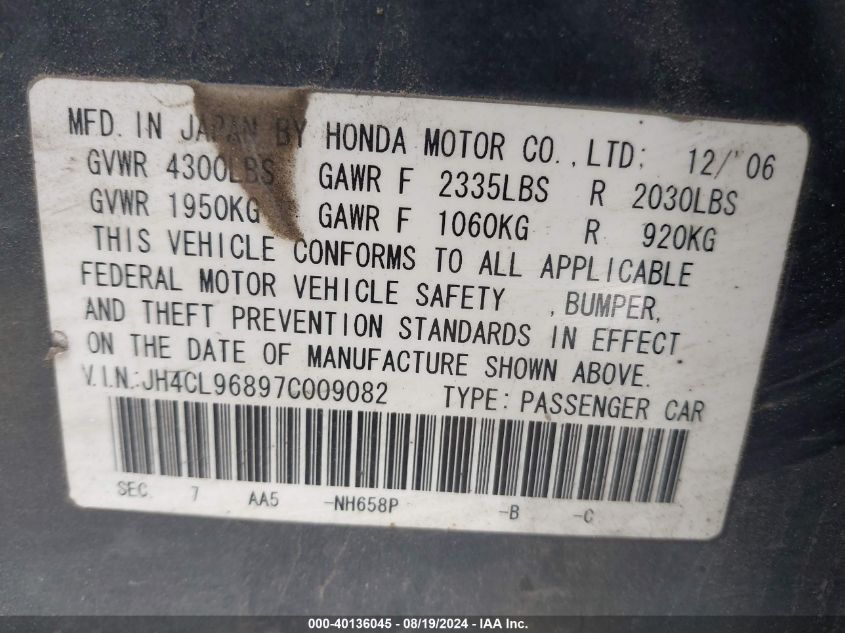 MFD. IN JAPAN BY HONDA MOTOR CO., LTD: 12/'06
GVWR 4300LBS GAWR F 2335LBS R 2030LBS
GVWR 1950KG GAWR F 1060KG R 920KG
THIS VEHICLE CONFORMS TO ALL APPLICABLE
FEDERAL MOTOR VEHICLE SAFETY , BUMPER,
AND THEFT PREVENTION STANDARDS IN EFFECT
ON THE DATE OF MANUFACTURE SHOWN ABOVE.
V.I.N.:JH4CL96897C009082 TYPE: PASSENGER CAR
SEC. 7 AA5 -NH658P -B -C
000-40136045 - 08/19/2024 - IAA Inc.